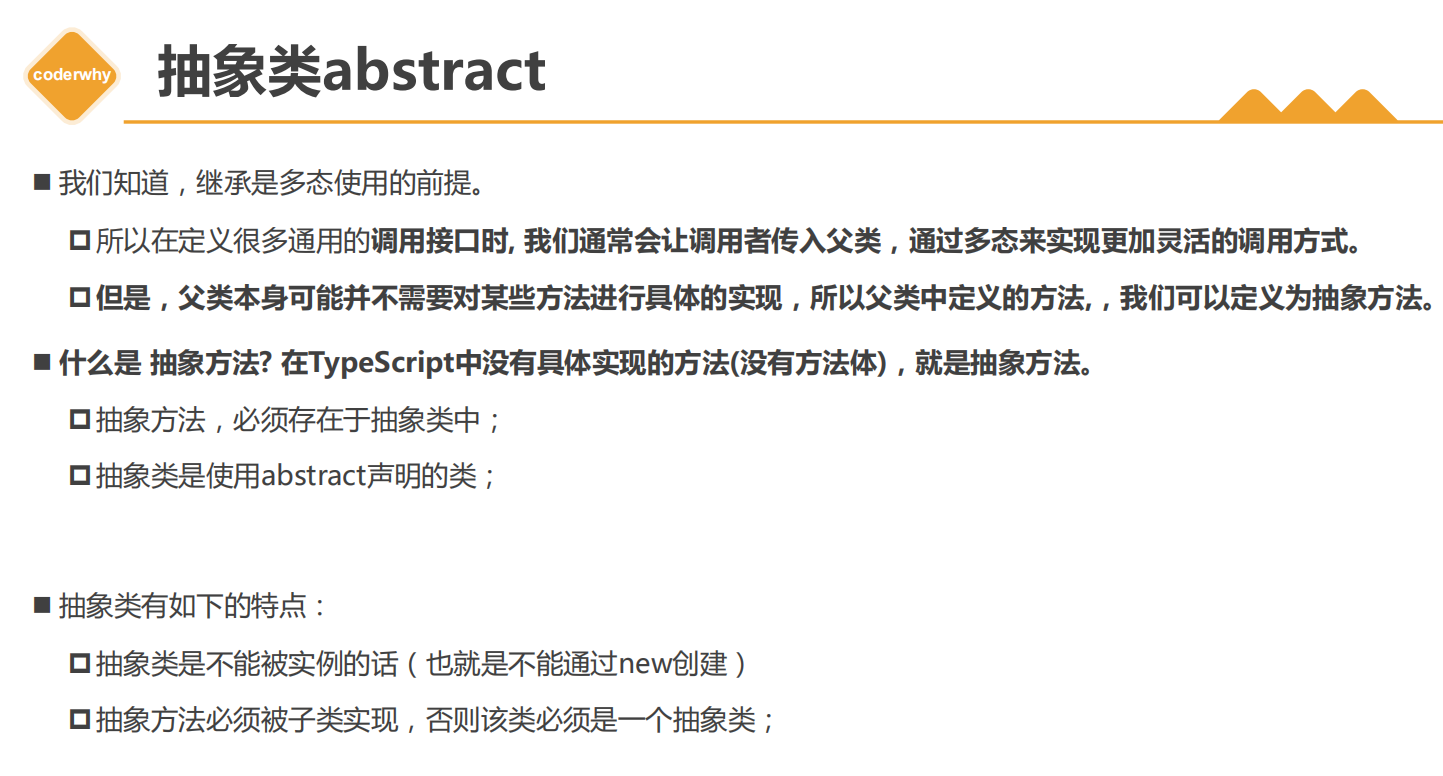 coderwhy
抽象类abstract
我们知道，继承是多态使用的前提。
所以在定义很多通用的调用接口时, 我们通常会让调用者传入父类，通过多态来实现更加灵活的调用方式。
但是，父类本身可能并不需要对某些方法进行具体的实现，所以父类中定义的方法,，我们可以定义为抽象方法。
什么是 抽象方法? 在TypeScript中没有具体实现的方法(没有方法体)，就是抽象方法。
抽象方法，必须存在于抽象类中；
抽象类是使用abstract声明的类；
抽象类有如下的特点：
抽象类是不能被实例的话（也就是不能通过new创建）
抽象方法必须被子类实现，否则该类必须是一个抽象类；